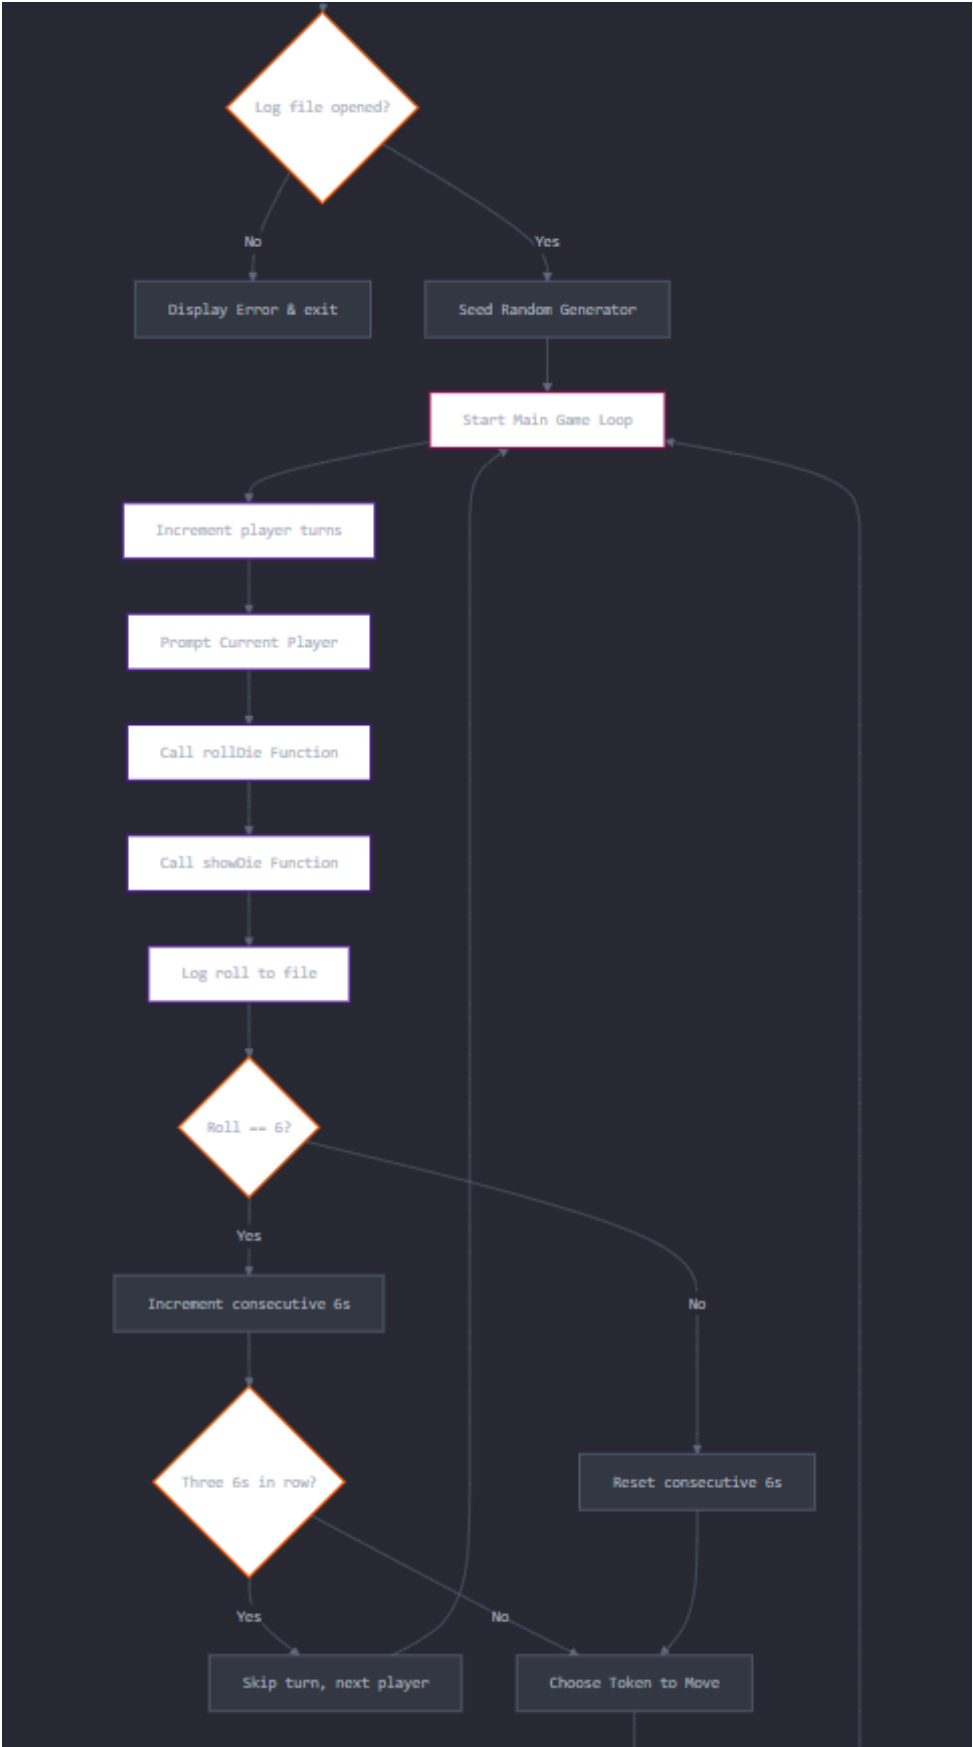 Log file opened?
No
Yes
Display Error & exit
Seed Random Generator
Start Main Game Loop
Increment player turns
Prompt Current Player
Call rollDie Function
Call showDie Function
Log roll to file
Roll == 6?
Yes
Increment consecutive 6s
No
Three 6s in row?
Reset consecutive 6s
Yes
No
Skip turn, next player
Choose Token to Move